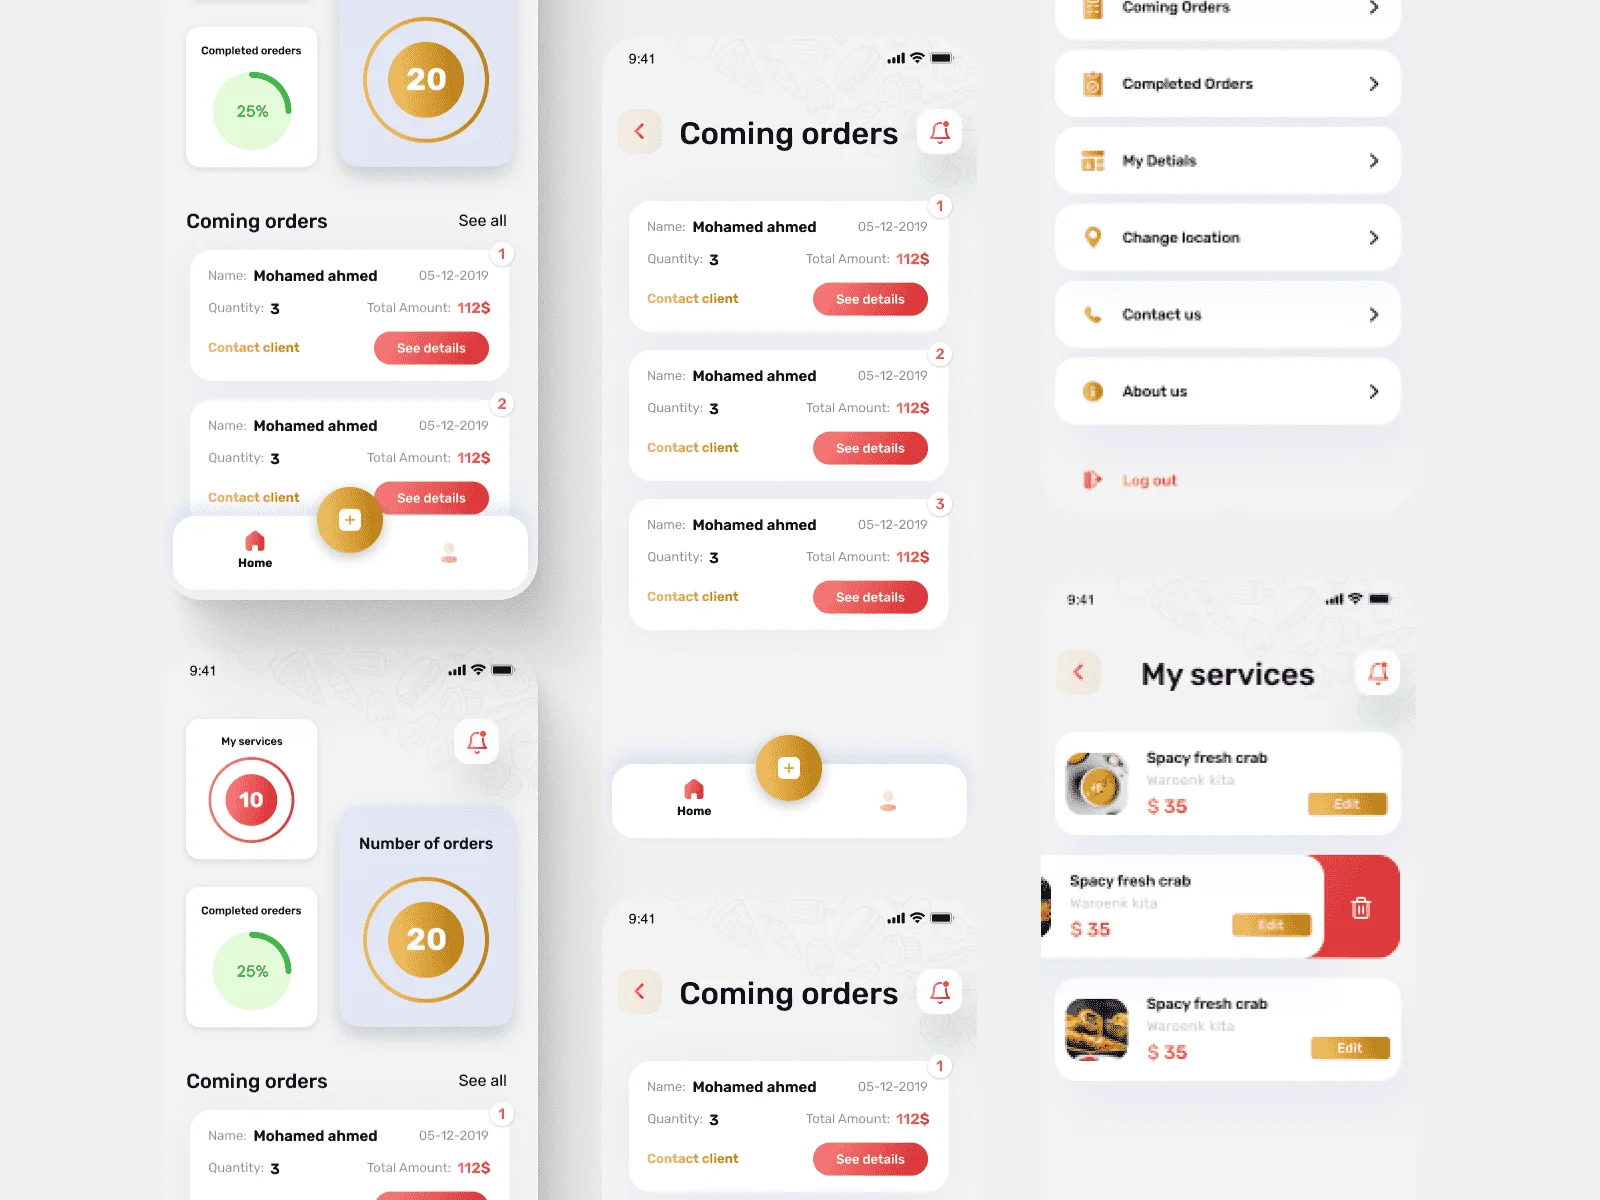 Completed oreders
25%
20
Coming orders
See all
1
Name: Mohamed ahmed
05-12-2019
Quantity: 3
Total Amount: 112$
Contact client
See details
2
Name: Mohamed ahmed
05-12-2019
Quantity: 3
Total Amount: 112$
Contact client
See details
Home
9:41
My services
10
Number of orders
20
Completed oreders
25%
Coming orders
See all
1
Name: Mohamed ahmed
05-12-2019
Quantity: 3
Total Amount: 112$
9:41
Coming orders
1
Name: Mohamed ahmed
05-12-2019
Quantity: 3
Total Amount: 112$
Contact client
See details
2
Name: Mohamed ahmed
05-12-2019
Quantity: 3
Total Amount: 112$
Contact client
See details
3
Name: Mohamed ahmed
05-12-2019
Quantity: 3
Total Amount: 112$
Contact client
See details
Home
9:41
Coming orders
1
Name: Mohamed ahmed
05-12-2019
Quantity: 3
Total Amount: 112$
Contact client
See details
Coming Orders
Completed Orders
My Detials
Change location
Contact us
About us
Log out
9:41
My services
Spacy fresh crab
Waroenk kita
$ 35
Edit
Spacy fresh crab
Waroenk kita
$ 35
Edit
Spacy fresh crab
Waroenk kita
$ 35
Edit